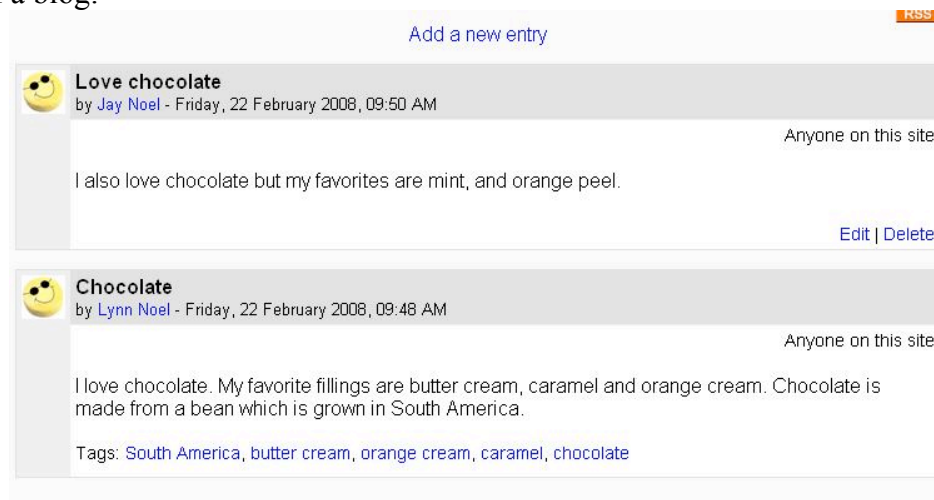 a blog.
RSS
Add a new entry
Love chocolate
by Jay Noel - Friday, 22 February 2008, 09:50 AM
Anyone on this site
I also love chocolate but my favorites are mint, and orange peel.
Edit | Delete
Chocolate
by Lynn Noel - Friday, 22 February 2008, 09:48 AM
Anyone on this site
I love chocolate. My favorite fillings are butter cream, caramel and orange cream. Chocolate is
made from a bean which is grown in South America.
Tags: South America, butter cream, orange cream, caramel, chocolate